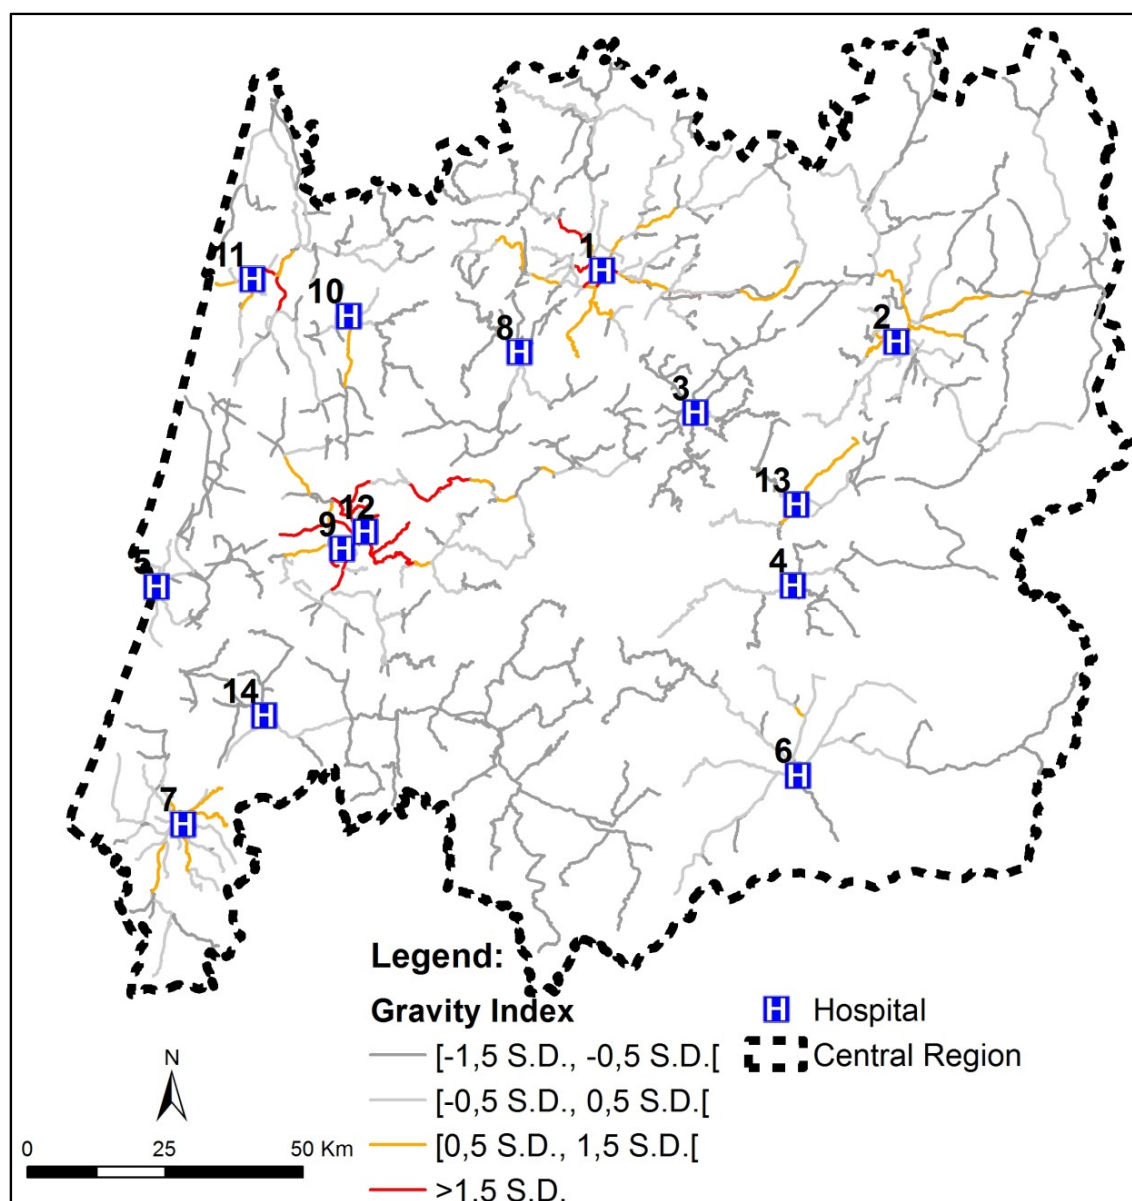 1
11
10
2
8
3
13
12
9
5
4
14
6
7
Legend:
Gravity Index
[-1,5 S.D., -0,5 S.D.[
[-0,5 S.D., 0,5 S.D.[
[0,5 S.D., 1,5 S.D.[
>1,5 S.D.
H Hospital
Central Region
N
0 25 50 Km
H
H
H
H
H
H
H
H
H
H
H
H
H
H